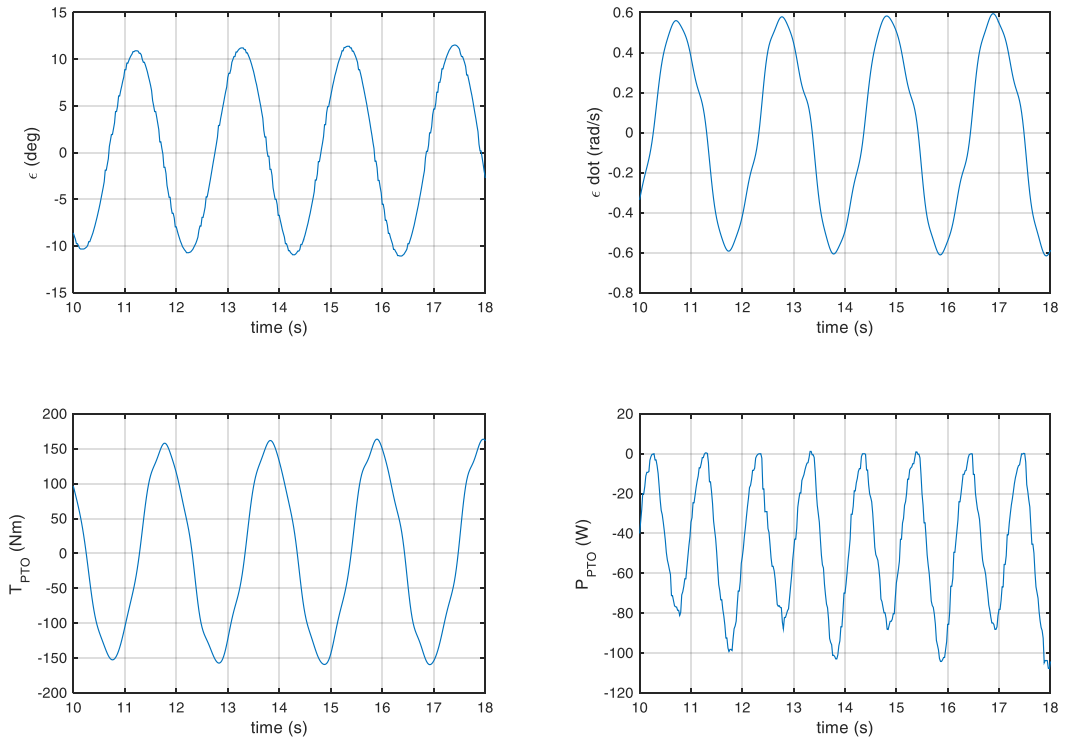 15
10
5
0
-5
-10
-15
ϵ (deg)
10 11 12 13 14 15 16 17 18
time (s)
0.6
0.4
0.2
0
-0.2
-0.4
-0.6
-0.8
ϵ dot (rad/s)
10 11 12 13 14 15 16 17 18
time (s)
200
150
100
50
0
-50
-100
-150
-200
T_PTO (Nm)
10 11 12 13 14 15 16 17 18
time (s)
20
0
-20
-40
-60
-80
-100
-120
P_PTO (W)
10 11 12 13 14 15 16 17 18
time (s)